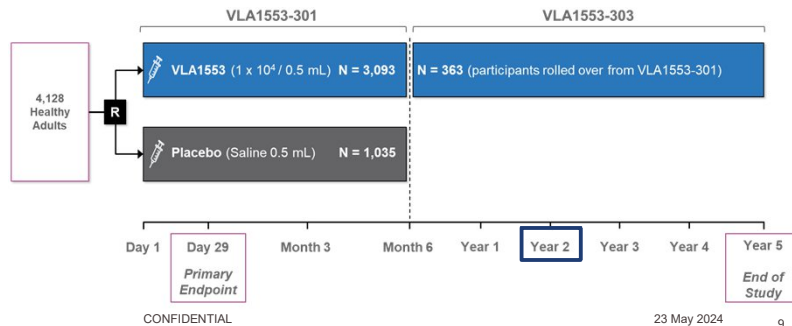 VLA1553-301
VLA1553-303
4,128
Healthy
Adults
R
VLA1553 (1 x 10⁴ / 0.5 mL) N = 3,093
N = 363 (participants rolled over from VLA1553-301)
Placebo (Saline 0.5 mL) N = 1,035
Day 1
Day 29
Month 3
Month 6
Year 1
Year 2
Year 3
Year 4
Year 5
Primary
Endpoint
End of
Study
CONFIDENTIAL
23 May 2024
9